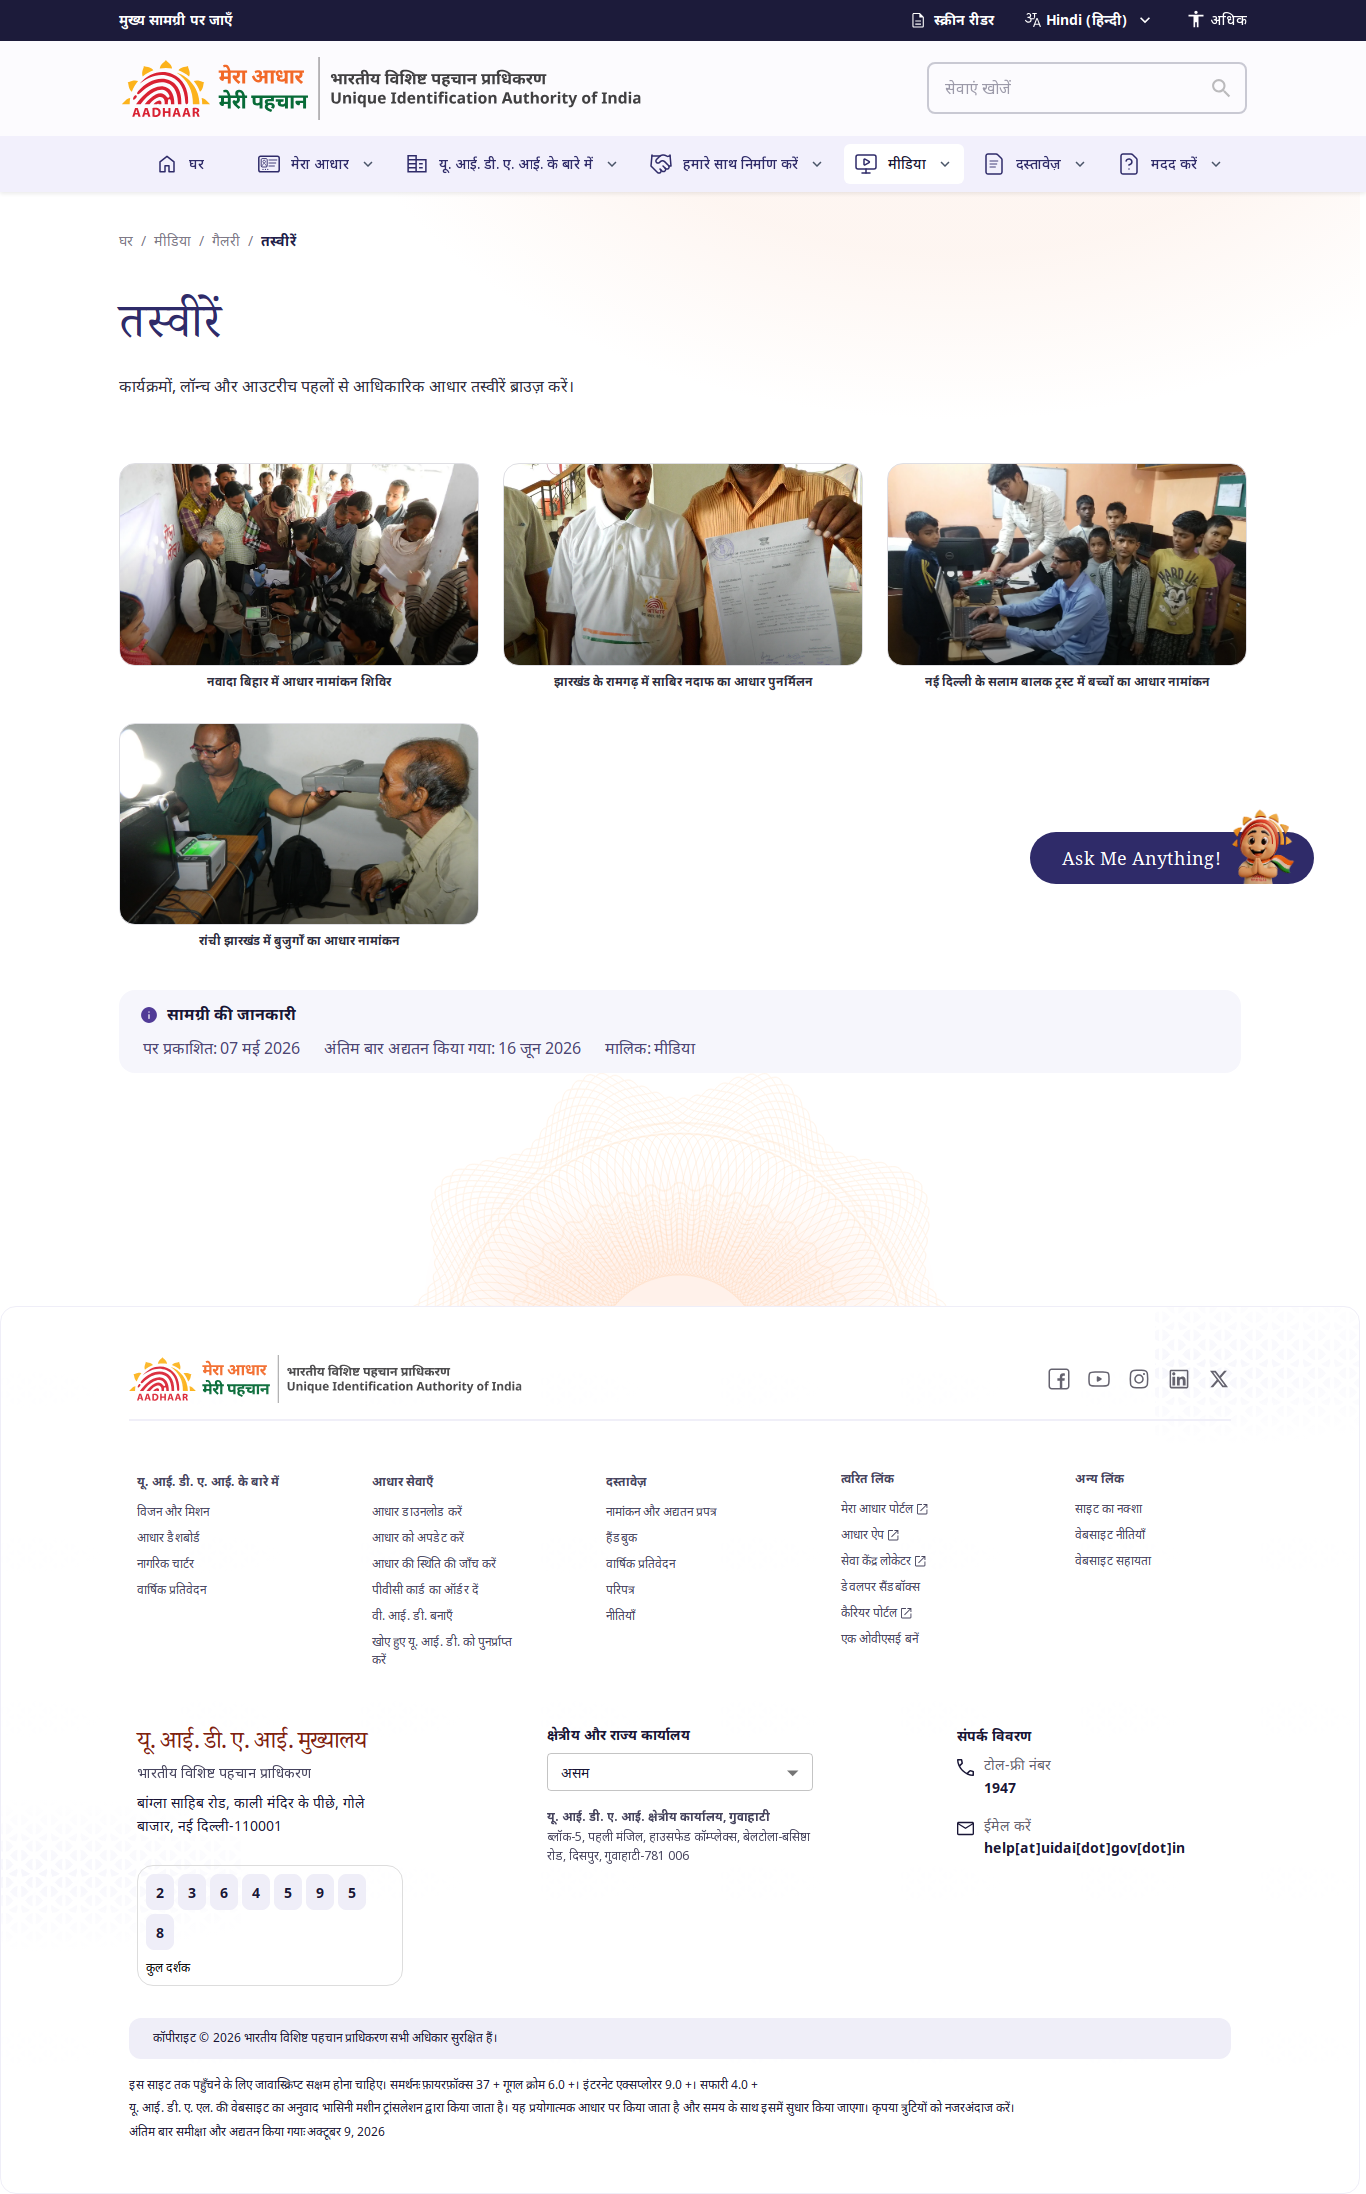 मुख्य सामग्री पर जाएँ
स्क्रीन रीडर
Hindi (हिन्दी)
अधिक
AADHAAR
मेरा आधार
मेरी पहचान
भारतीय विशिष्ट पहचान प्राधिकरण
Unique Identification Authority of India
सेवाएं खोजें
घर
मेरा आधार
यू. आई. डी. ए. आई. के बारे में
हमारे साथ निर्माण करें
मीडिया
दस्तावेज़
मदद करें
घर / मीडिया / गैलरी / तस्वीरें
तस्वीरें
कार्यक्रमों, लॉन्च और आउटरीच पहलों से आधिकारिक आधार तस्वीरें ब्राउज़ करें।
नवादा बिहार में आधार नामांकन शिविर
झारखंड के रामगढ़ में साबिर नदाफ का आधार पुनर्मिलन
नई दिल्ली के सलाम बालक ट्रस्ट में बच्चों का आधार नामांकन
रांची झारखंड में बुजुर्गों का आधार नामांकन
Ask Me Anything!
सामग्री की जानकारी
पर प्रकाशित: 07 मई 2026
अंतिम बार अद्यतन किया गया: 16 जून 2026
मालिक: मीडिया
AADHAAR
मेरा आधार
मेरी पहचान
भारतीय विशिष्ट पहचान प्राधिकरण
Unique Identification Authority of India
यू. आई. डी. ए. आई. के बारे में
विजन और मिशन
आधार डैशबोर्ड
नागरिक चार्टर
वार्षिक प्रतिवेदन
आधार सेवाएँ
आधार डाउनलोड करें
आधार को अपडेट करें
आधार की स्थिति की जाँच करें
पीवीसी कार्ड का ऑर्डर दें
वी. आई. डी. बनाएँ
खोए हुए यू. आई. डी. को पुनर्प्राप्त
करें
दस्तावेज़
नामांकन और अद्यतन प्रपत्र
हैंडबुक
वार्षिक प्रतिवेदन
परिपत्र
नीतियाँ
त्वरित लिंक
मेरा आधार पोर्टल
आधार ऐप
सेवा केंद्र लोकेटर
डेवलपर सैंडबॉक्स
कैरियर पोर्टल
एक ओवीएसई बनें
अन्य लिंक
साइट का नक्शा
वेबसाइट नीतियाँ
वेबसाइट सहायता
यू. आई. डी. ए. आई. मुख्यालय
भारतीय विशिष्ट पहचान प्राधिकरण
बांग्ला साहिब रोड, काली मंदिर के पीछे, गोले
बाजार, नई दिल्ली-110001
2 3 6 4 5 9 5
8
कुल दर्शक
क्षेत्रीय और राज्य कार्यालय
असम
यू. आई. डी. ए. आई. क्षेत्रीय कार्यालय, गुवाहाटी
ब्लॉक-5, पहली मंजिल, हाउसफेड कॉम्प्लेक्स, बेलटोला-बसिष्ठा
रोड, दिसपुर, गुवाहाटी-781 006
संपर्क विवरण
टोल-फ्री नंबर
1947
ईमेल करें
help[at]uidai[dot]gov[dot]in
कॉपीराइट © 2026 भारतीय विशिष्ट पहचान प्राधिकरण सभी अधिकार सुरक्षित हैं।
इस साइट तक पहुँचने के लिए जावास्क्रिप्ट सक्षम होना चाहिए। समर्थनः फ़ायरफ़ॉक्स 37 + गूगल क्रोम 6.0 +। इंटरनेट एक्सप्लोरर 9.0 +। सफारी 4.0 +
यू. आई. डी. ए. एल. की वेबसाइट का अनुवाद भासिनी मशीन ट्रांसलेशन द्वारा किया जाता है। यह प्रयोगात्मक आधार पर किया जाता है और समय के साथ इसमें सुधार किया जाएगा। कृपया त्रुटियों को नजरअंदाज करें।
अंतिम बार समीक्षा और अद्यतन किया गयाः अक्टूबर 9, 2026